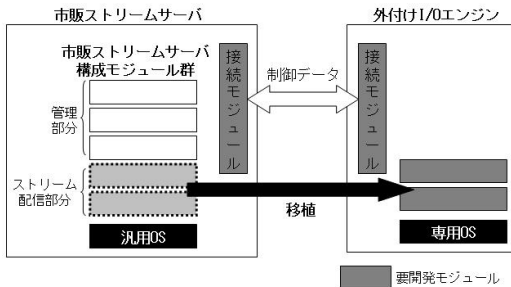 市販ストリームサーバ
外付けI/Oエンジン
市販ストリームサーバ
構成モジュール群
管理
部分
ストリーム
配信部分
汎用OS
接続モジュール
制御データ
接続モジュール
移植
専用OS
要開発モジュール